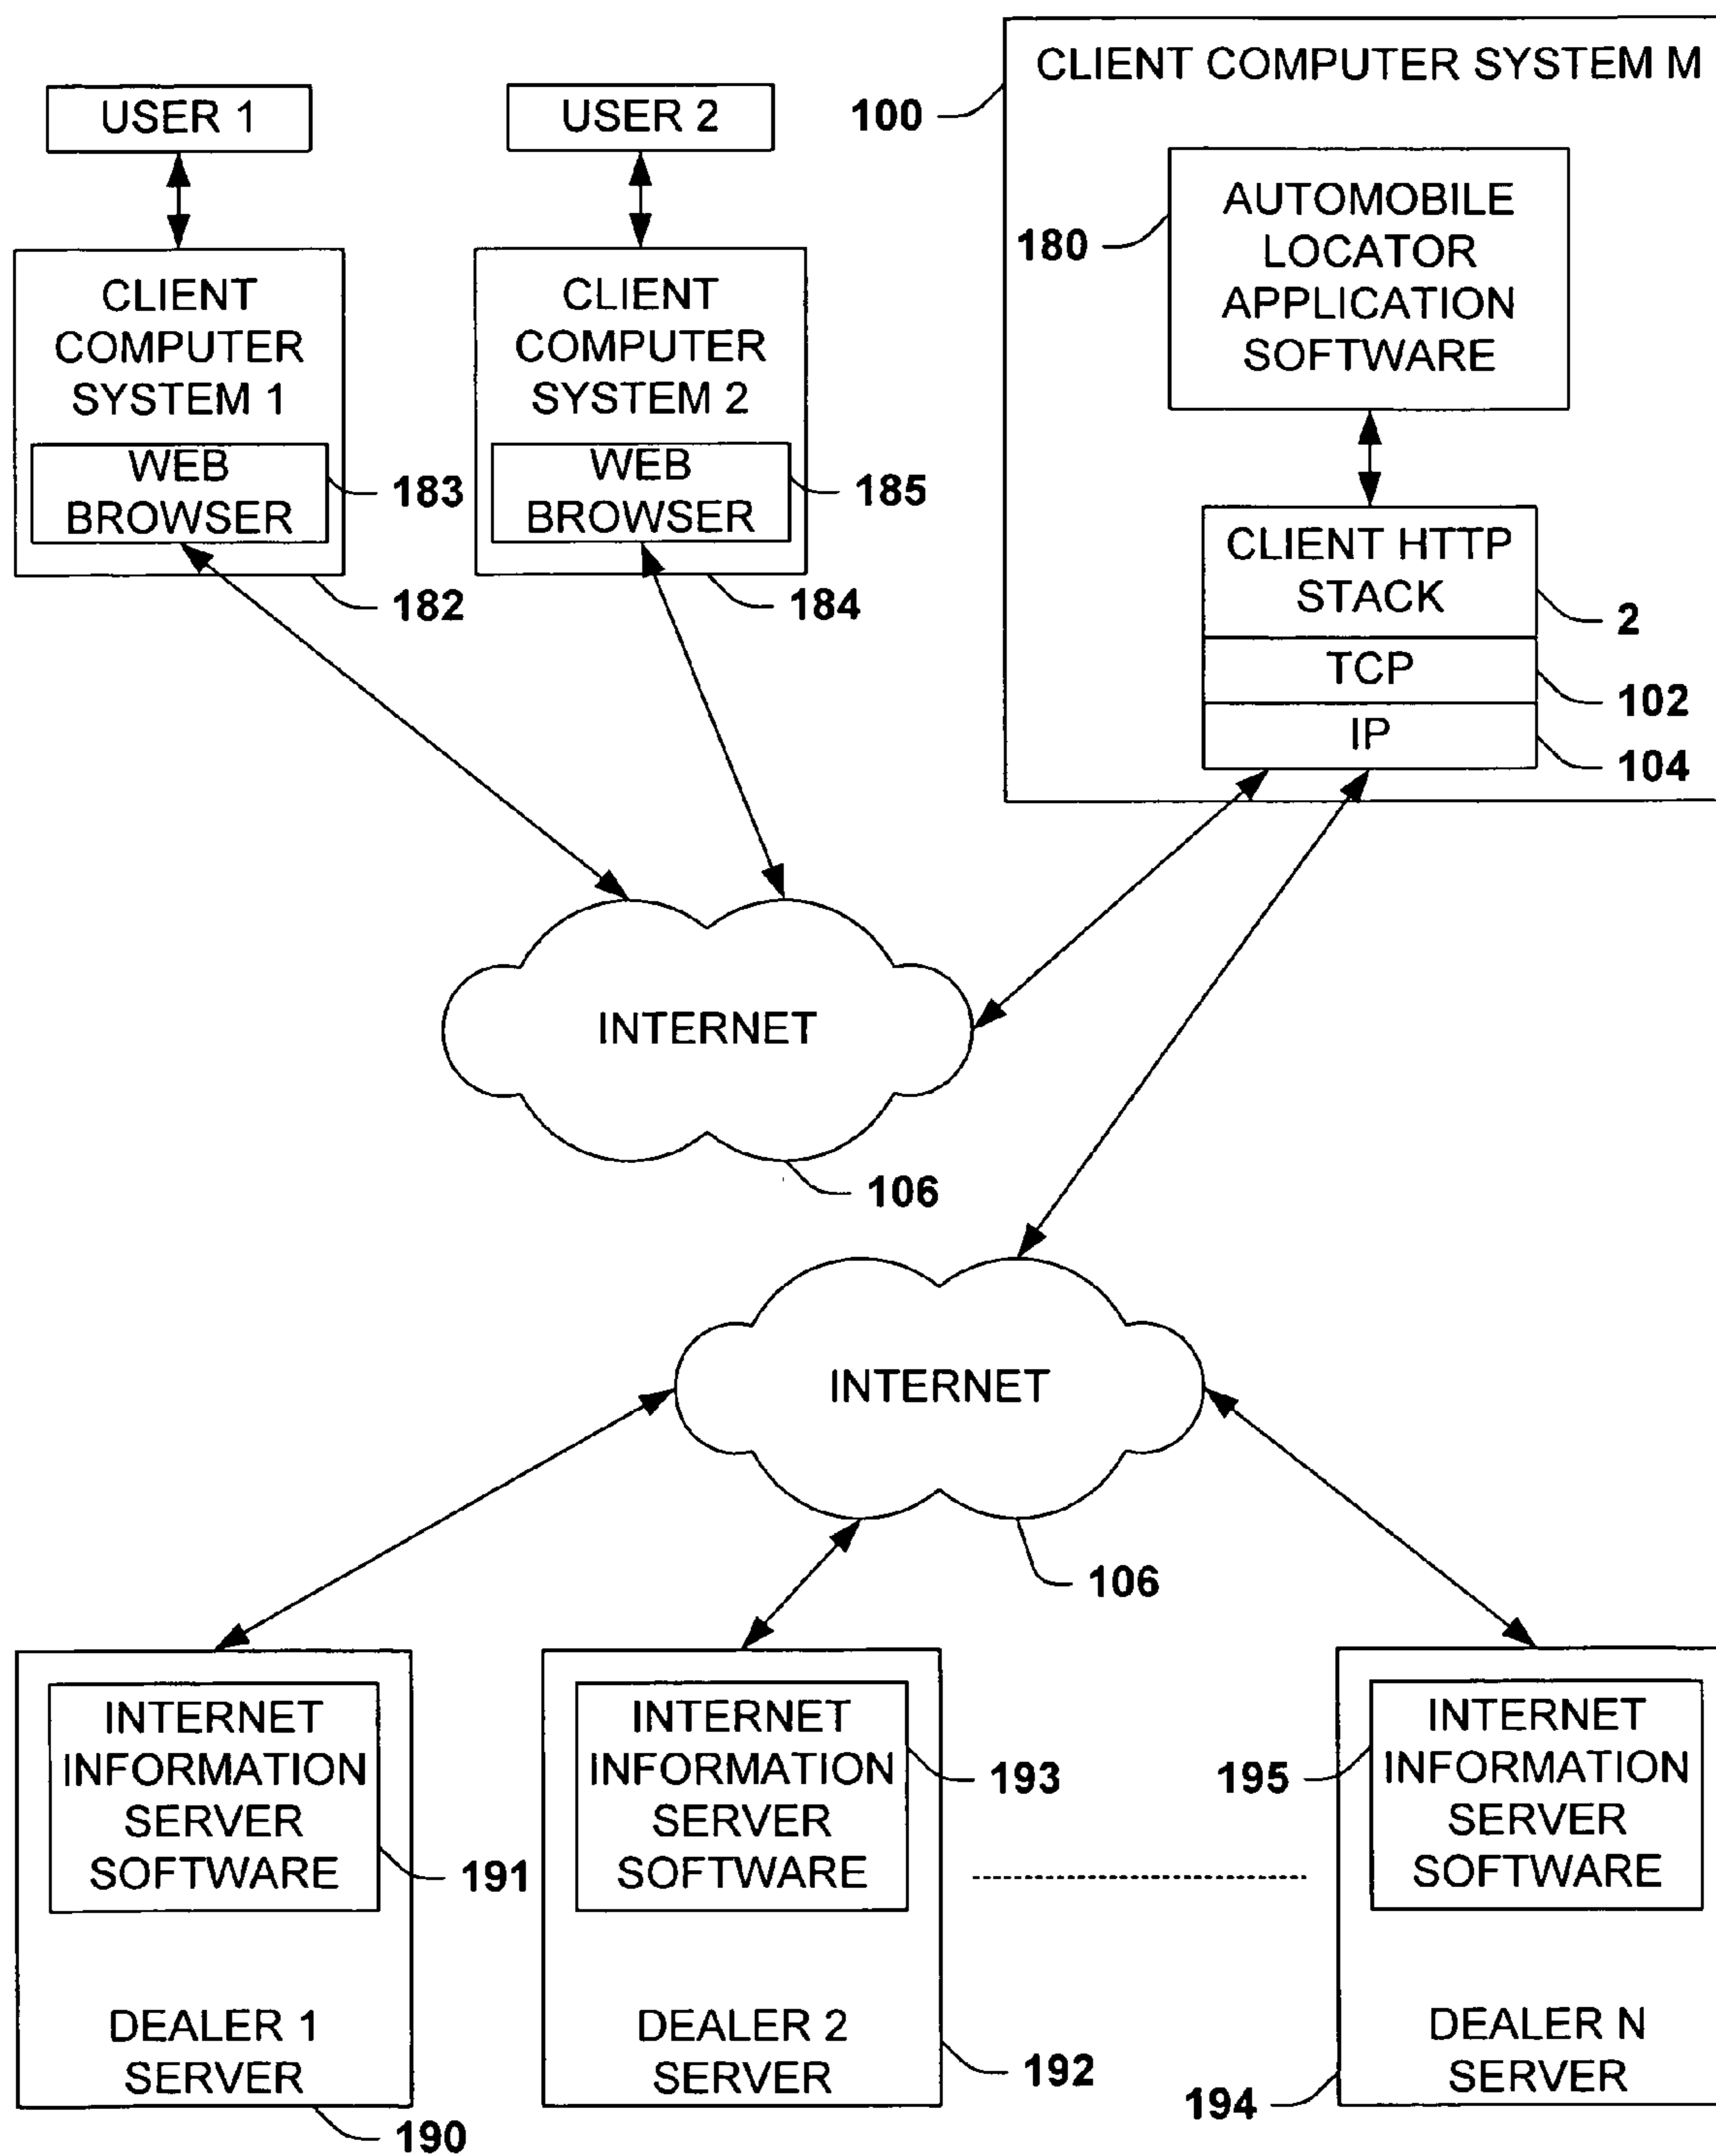 USER 1
USER 2
CLIENT COMPUTER SYSTEM M
100
CLIENT
COMPUTER
SYSTEM 1
WEB
BROWSER
183
182
CLIENT
COMPUTER
SYSTEM 2
WEB
BROWSER
185
184
AUTOMOBILE
LOCATOR
APPLICATION
SOFTWARE
180
CLIENT HTTP
STACK
2
TCP
102
IP
104
INTERNET
106
INTERNET
106
INTERNET
INFORMATION
SERVER
SOFTWARE
191
DEALER 1
SERVER
190
INTERNET
INFORMATION
SERVER
SOFTWARE
193
DEALER 2
SERVER
192
INTERNET
INFORMATION
SERVER
SOFTWARE
195
DEALER N
SERVER
194